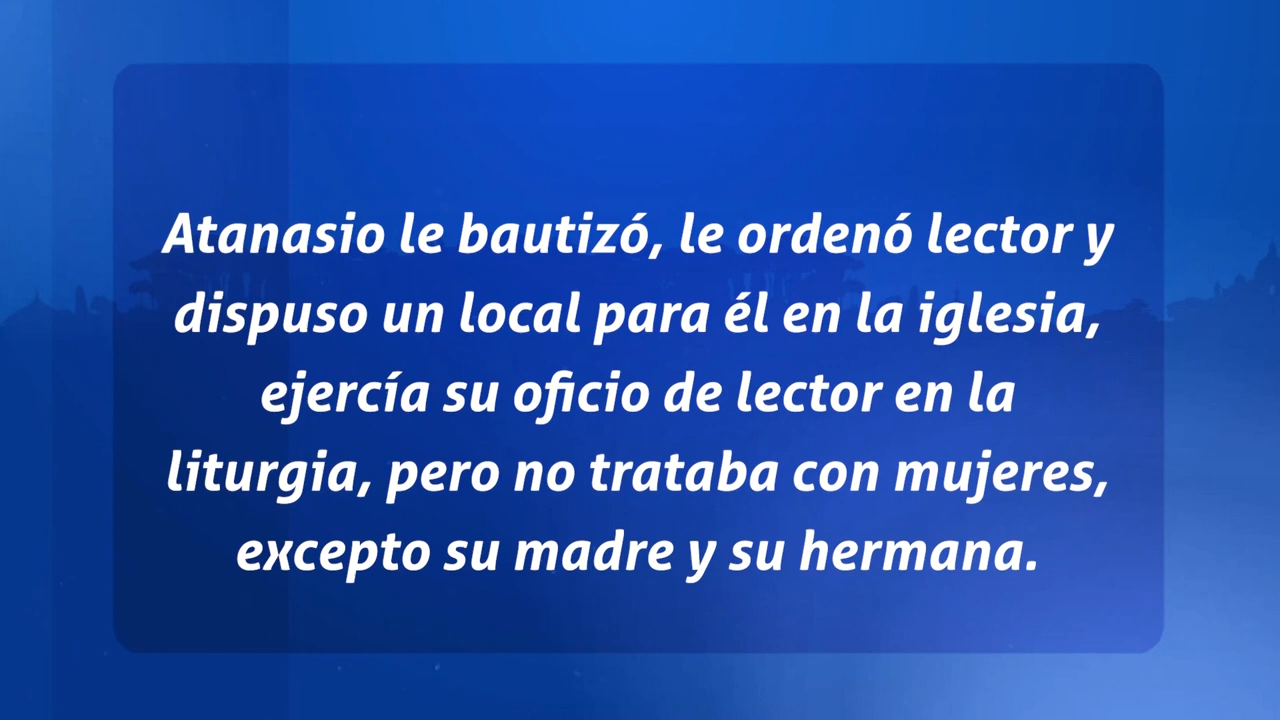 Atanasio le bautizó, le ordenó lector y
dispuso un local para él en la iglesia,
ejercía su oficio de lector en la
liturgia, pero no trataba con mujeres,
excepto su madre y su hermana.